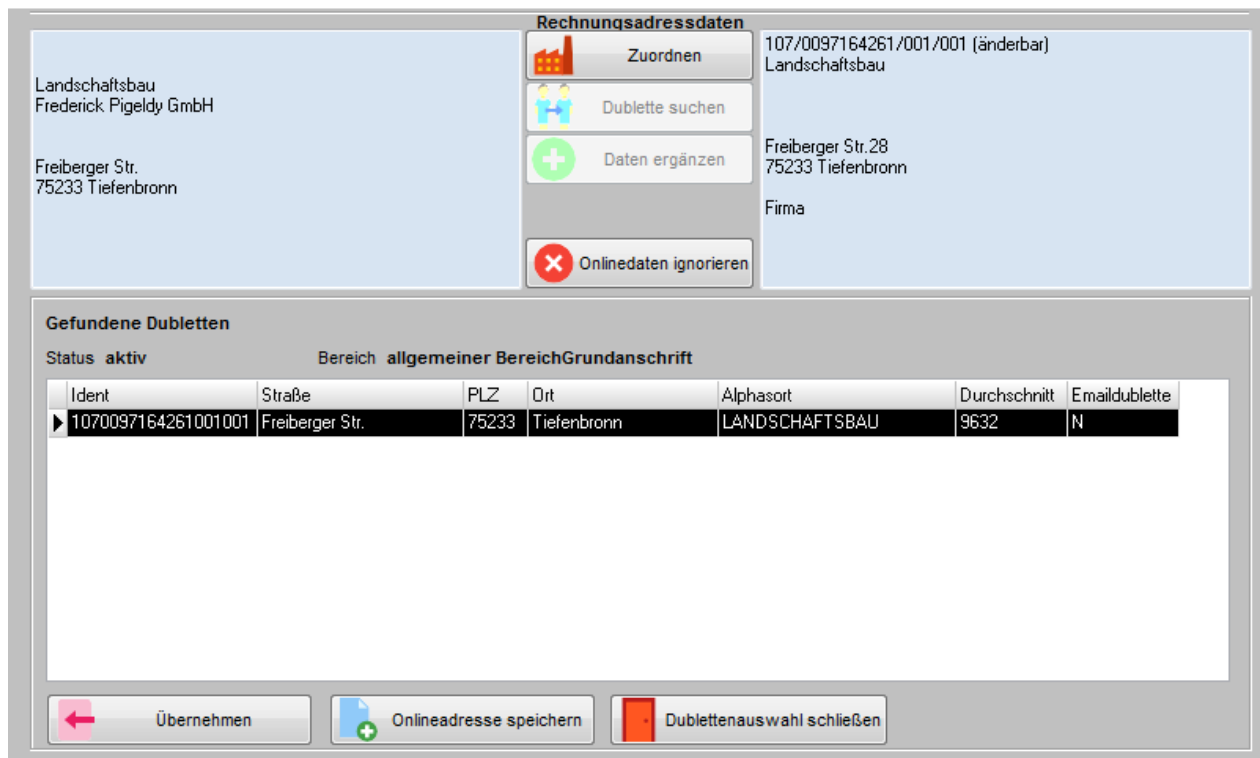 Rechnungsadressdaten
Landschaftsbau
Frederick Pigeldy GmbH
Freiberger Str.
75233 Tiefenbronn
Zuordnen
Dublette suchen
Daten ergänzen
Onlinedaten ignorieren
107/0097164261/001/001 (änderbar)
Landschaftsbau
Freiberger Str.28
75233 Tiefenbronn
Firma
Gefundene Dubletten
Status aktiv Bereich allgemeiner BereichGrundanschrift
Ident Straße PLZ Ort Alphasort Durchschnitt Emaildublette
1070097164261001001 Freiberger Str. 75233 Tiefenbronn LANDSCHAFTSBAU 9632 N
Übernehmen Onlineadresse speichern Dublettenauswahl schließen